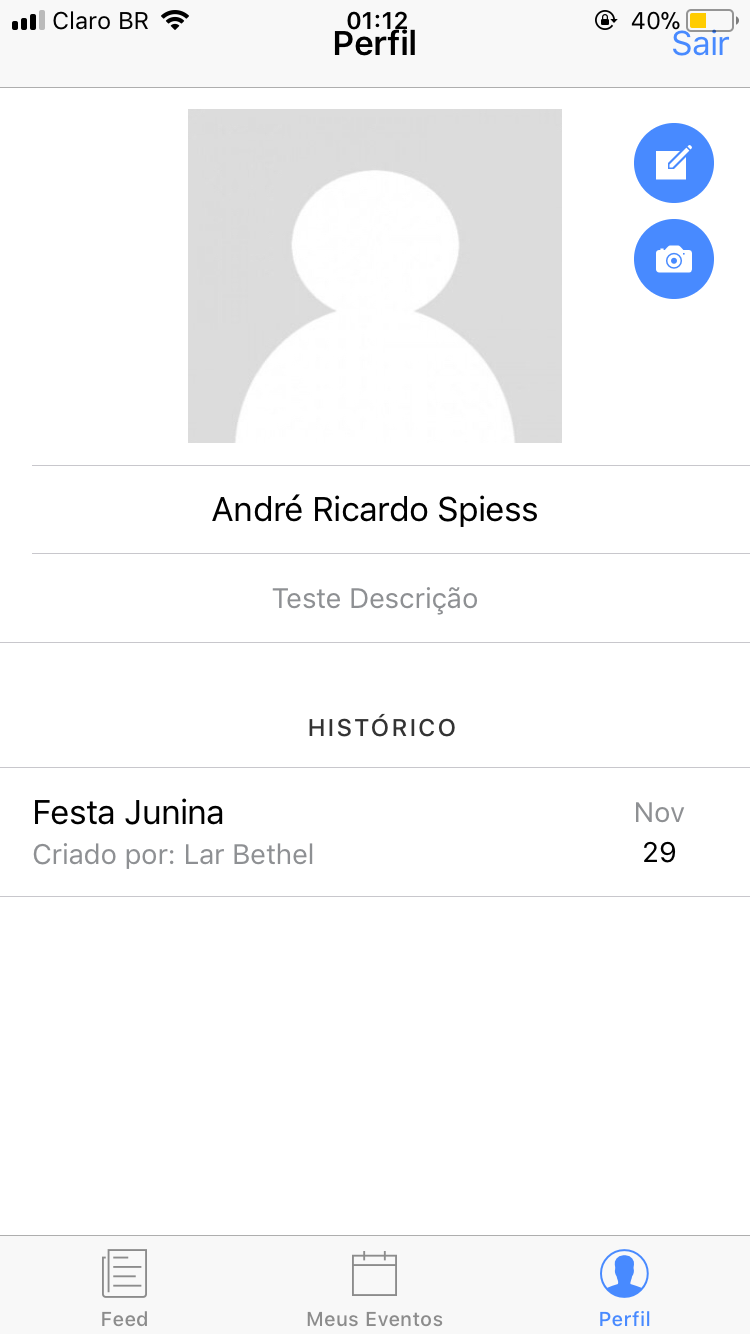 Claro BR 01:12 40%
Perfil Sair
André Ricardo Spiess
Teste Descrição
HISTÓRICO
Festa Junina Nov
Criado por: Lar Bethel 29
Feed Meus Eventos Perfil